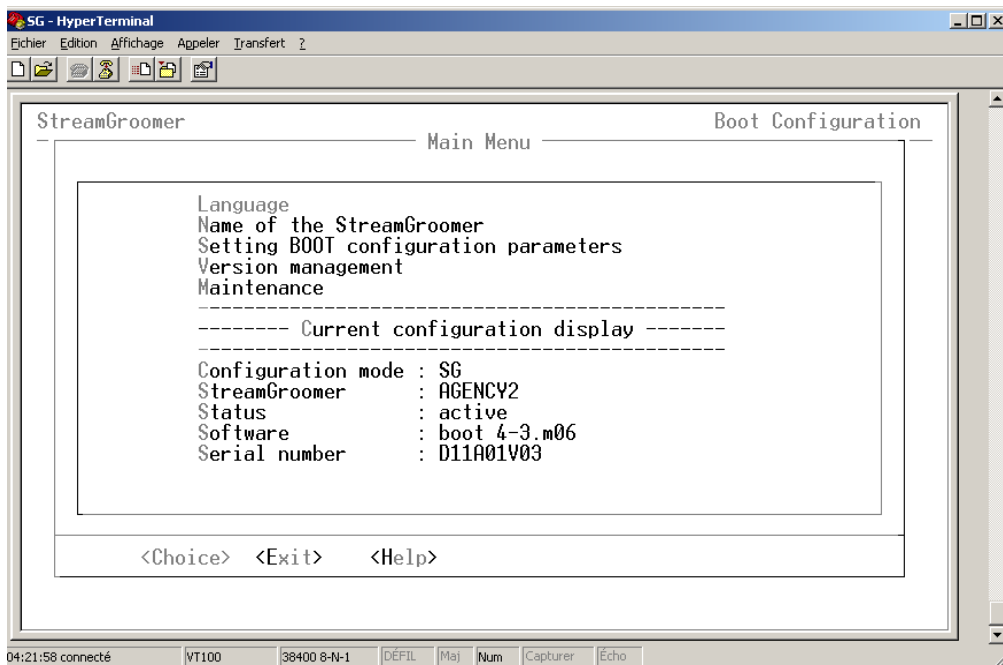 SG - HyperTerminal
Fichier Edition Affichage Appeler Transfert ?
StreamGroomer Boot Configuration
Main Menu
Language
Name of the StreamGroomer
Setting BOOT configuration parameters
Version management
Maintenance
-------- Current configuration display -------
Configuration mode : SG
StreamGroomer : AGENCY2
Status : active
Software : boot 4-3.m06
Serial number : D11A01V03
<Choice> <Exit> <Help>
04:21:58 connecté VT100 38400 8-N-1 DÉFIL Maj Num Capturer Écho